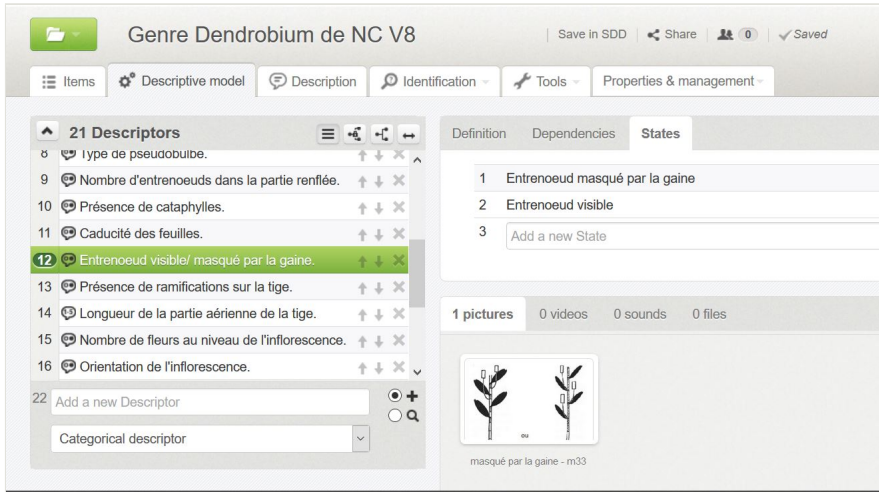 Genre Dendrobium de NC V8
Save in SDD
Share
0
Saved
Items
Descriptive model
Description
Identification
Tools
Properties & management
21 Descriptors
8 Type de pseudobulbe.
9 Nombre d'entrenoeuds dans la partie renflée.
10 Présence de cataphylles.
11 Caducité des feuilles.
12 Entrenoeud visible/ masqué par la gaine.
13 Présence de ramifications sur la tige.
14 Longueur de la partie aérienne de la tige.
15 Nombre de fleurs au niveau de l'inflorescence.
16 Orientation de l'inflorescence.
22 Add a new Descriptor
Categorical descriptor
Definition
Dependencies
States
1 Entrenoeud masqué par la gaine
2 Entrenoeud visible
3 Add a new State
1 pictures
0 videos
0 sounds
0 files
ou
masqué par la gaine - m33